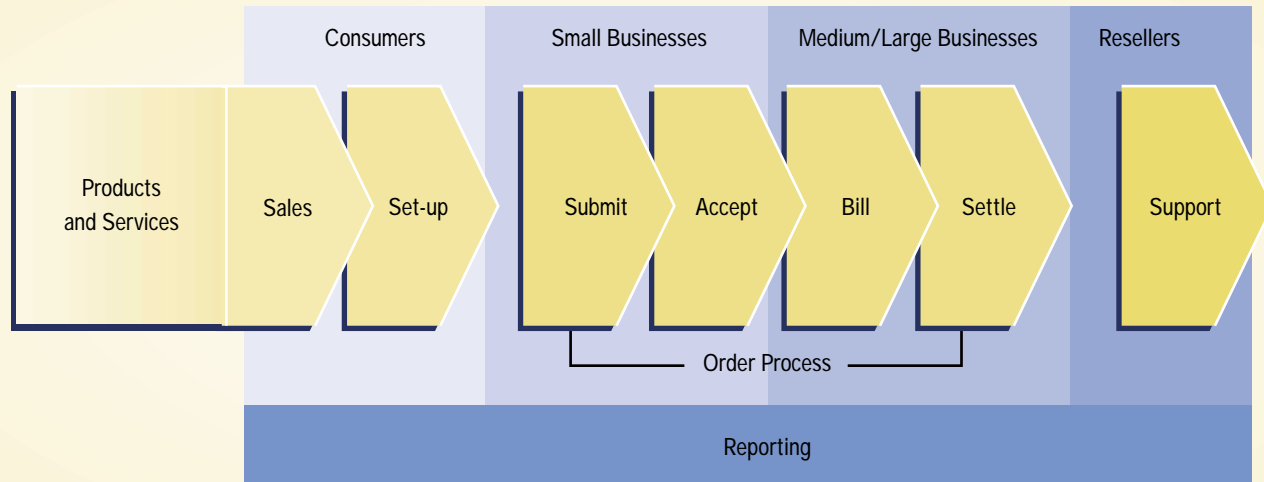 Consumers
Small Businesses
Medium/Large Businesses
Resellers
Products
and Services
Sales
Set-up
Submit
Accept
Bill
Settle
Support
Order Process
Reporting